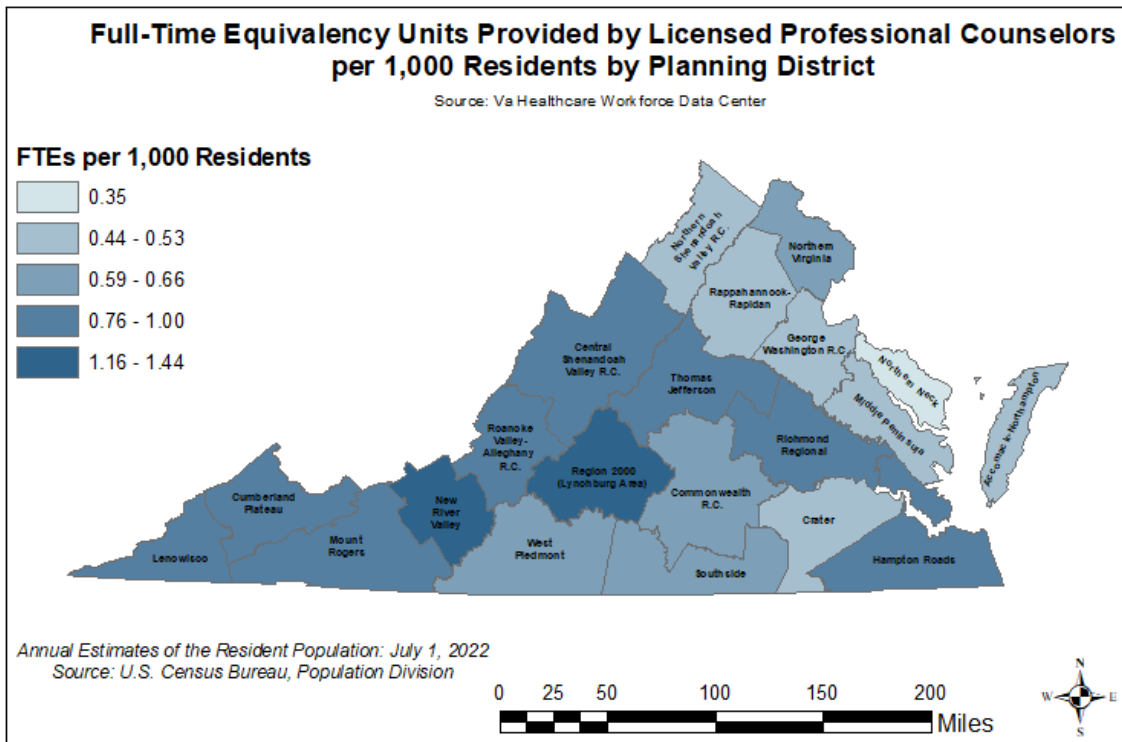 Full-Time Equivalency Units Provided by Licensed Professional Counselors
per 1,000 Residents by Planning District
Source: Va Healthcare Workforce Data Center
FTEs per 1,000 Residents
0.35
0.44 - 0.53
0.59 - 0.66
0.76 - 1.00
1.16 - 1.44
Northern
Shenandoah
Valley R.C.
Northern
Virginia
Rappahannock-
Rapidan
George
Washington R.C.
Northern Neck
Middle Peninsula
Accomack-Northampton
Central
Shenandoah
Valley R.C.
Thomas
Jefferson
Richmond
Regional
Roanoke
Valley-
Alleghany
R.C.
Region 2000
(Lynchburg Area)
Commonwealth
R.C.
Crater
Hampton Roads
Cumberland
Plateau
New
River
Valley
Mount
Rogers
Lenowisco
West
Piedmont
Southside
Annual Estimates of the Resident Population: July 1, 2022
Source: U.S. Census Bureau, Population Division
0 25 50 100 150 200
Miles
N
W E
S